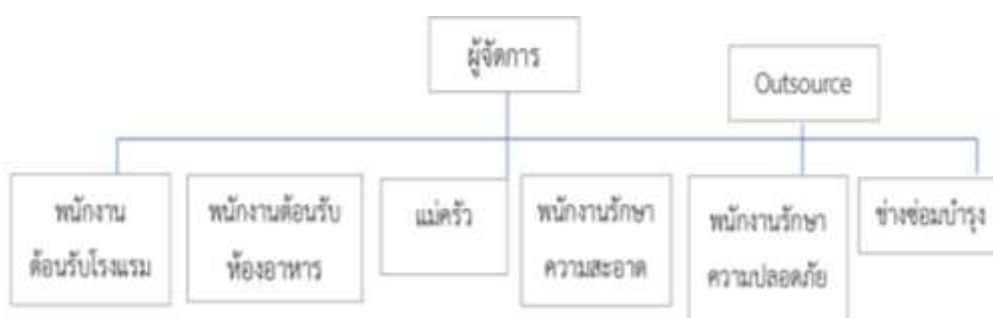 ผู้จัดการ
Outsource
พนักงาน
ต้อนรับโรงแรม
พนักงานต้อนรับ
ห้องอาหาร
แม่ครัว
พนักงานรักษา
ความสะอาด
พนักงานรักษา
ความปลอดภัย
ช่างซ่อมบำรุง